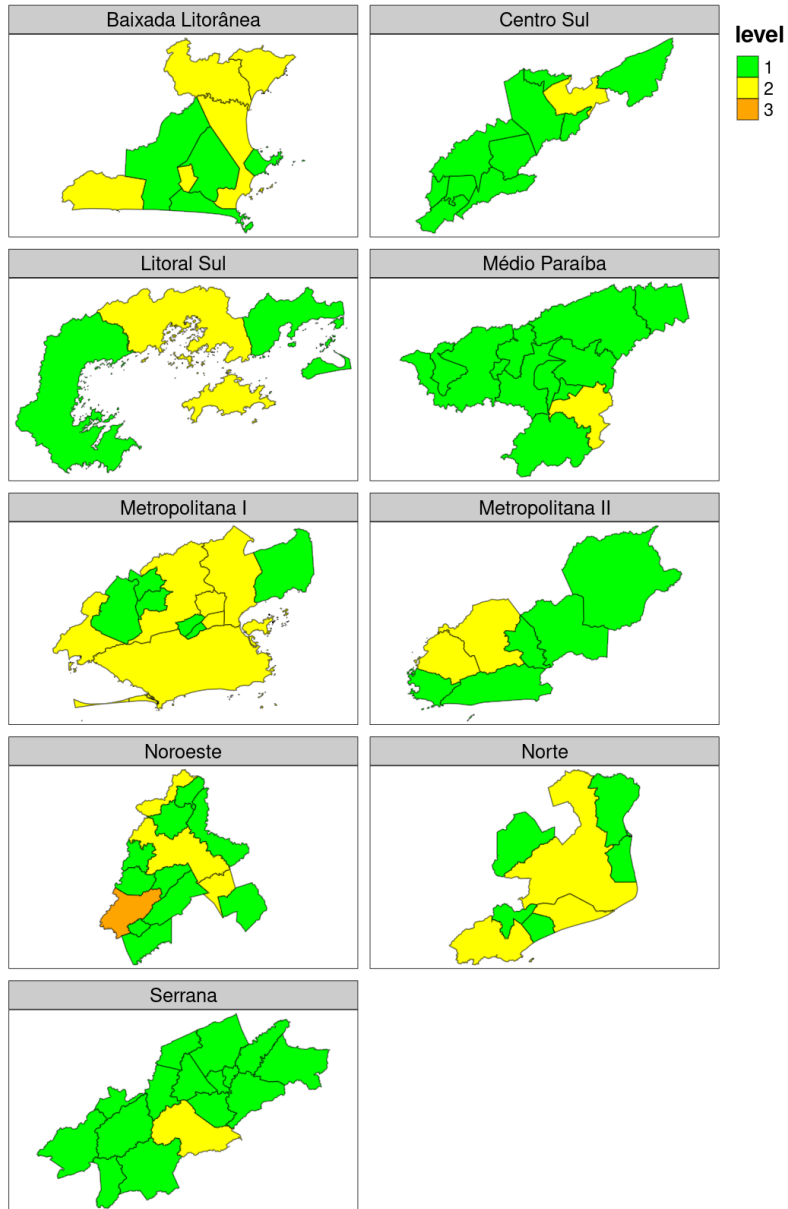 Baixada Litorânea
Centro Sul
level
1
2
3
Litoral Sul
Médio Paraíba
Metropolitana I
Metropolitana II
Noroeste
Norte
Serrana